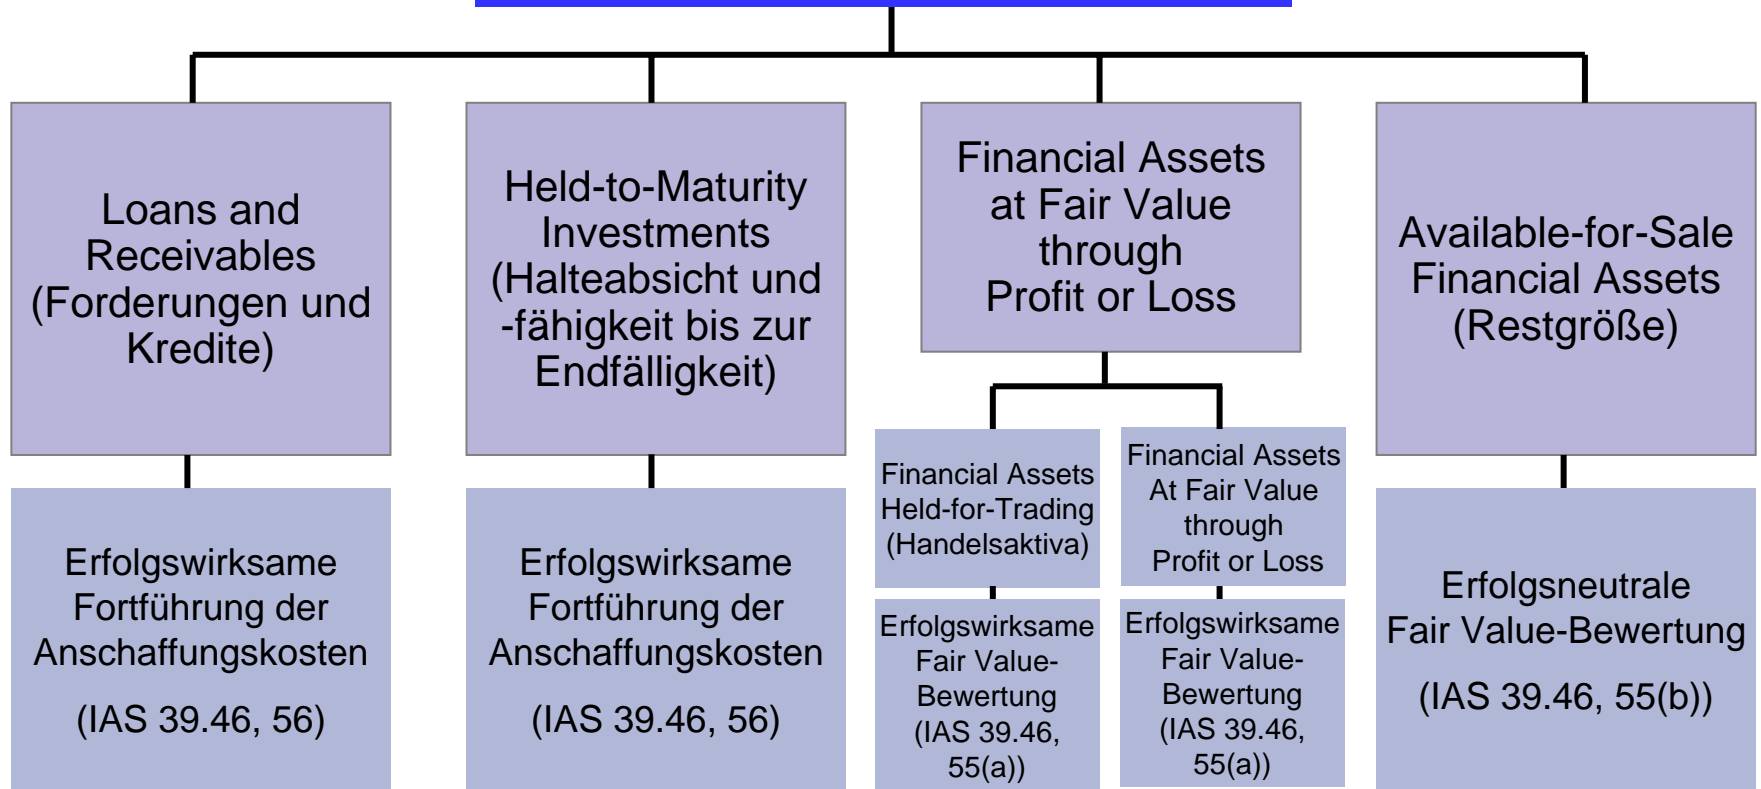 Loans and
Receivables
(Forderungen und
Kredite)
Held-to-Maturity
Investments
(Halteabsicht und
-fähigkeit bis zur
Endfälligkeit)
Financial Assets
at Fair Value
through
Profit or Loss
Available-for-Sale
Financial Assets
(Restgröße)
Financial Assets
Held-for-Trading
(Handelsaktiva)
Financial Assets
At Fair Value
through
Profit or Loss
Erfolgswirksame
Fortführung der
Anschaffungskosten
(IAS 39.46, 56)
Erfolgswirksame
Fortführung der
Anschaffungskosten
(IAS 39.46, 56)
Erfolgswirksame
Fair Value-
Bewertung
(IAS 39.46,
55(a))
Erfolgswirksame
Fair Value-
Bewertung
(IAS 39.46,
55(a))
Erfolgsneutrale
Fair Value-Bewertung
(IAS 39.46, 55(b))